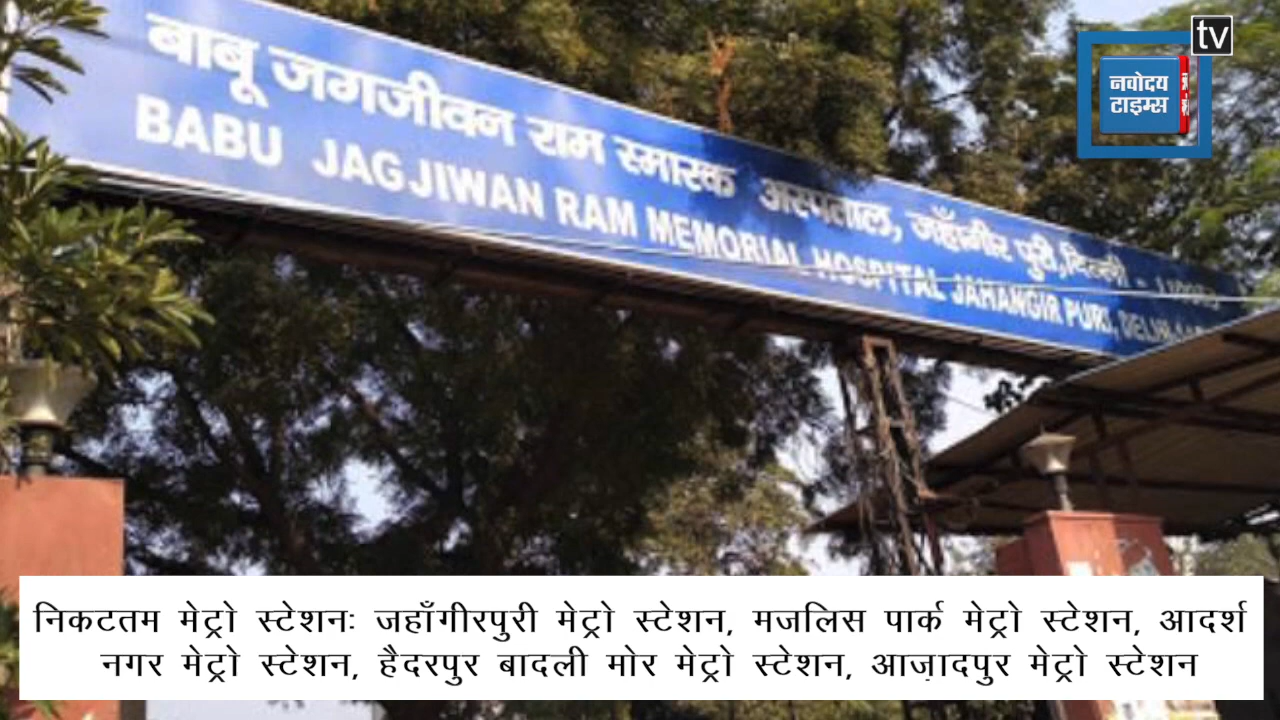 tv
नवोदय
टाइम्स
बाबू जगजीवन राम स्मारक अस्पताल, जहाँगीर पुरी, दिल्ली -
BABU JAGJIWAN RAM MEMORIAL HOSPITAL JAHANGIR PURI, DELHI
निकटतम मेट्रो स्टेशनः जहाँगीरपुरी मेट्रो स्टेशन, मजलिस पार्क मेट्रो स्टेशन, आदर्श
नगर मेट्रो स्टेशन, हैदरपुर बादली मोर मेट्रो स्टेशन, आज़ादपुर मेट्रो स्टेशन